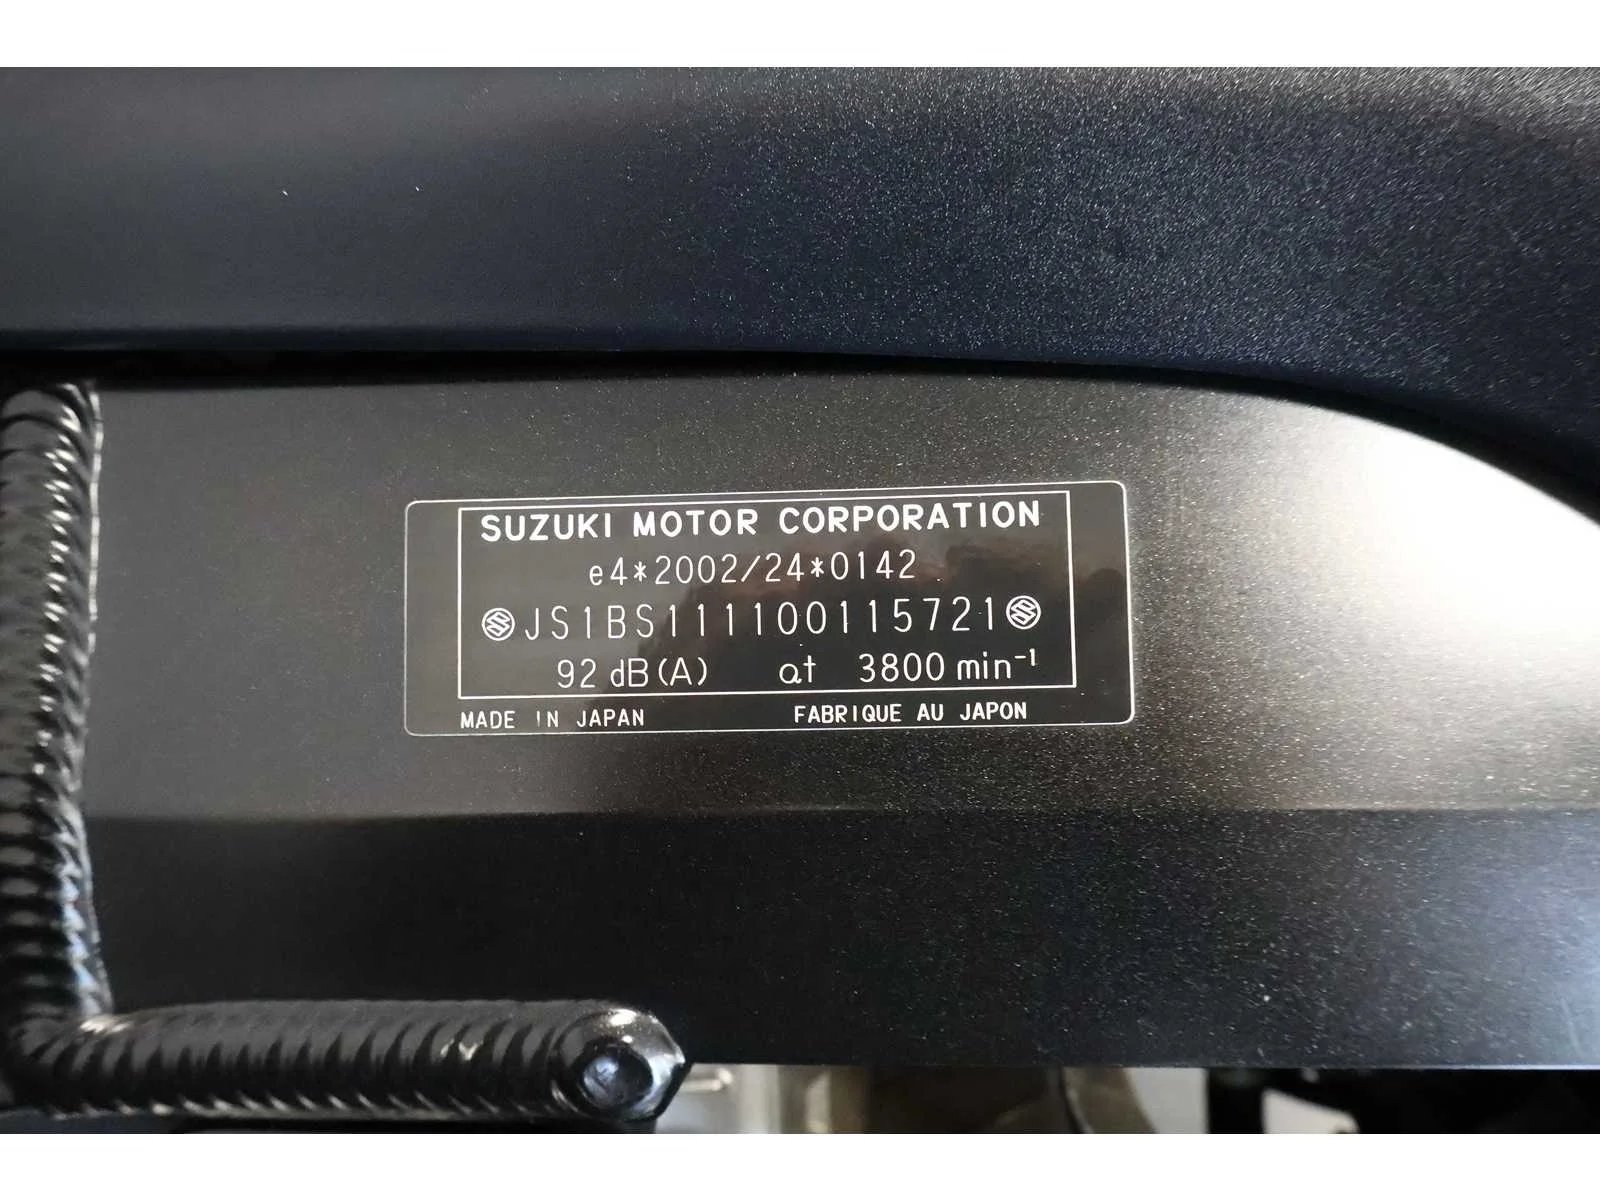 SUZUKI MOTOR CORPORATION
e4*2002/24*0142
JS1BS111100115721
92 dB(A) at 3800 min⁻¹
MADE IN JAPAN FABRIQUE AU JAPON